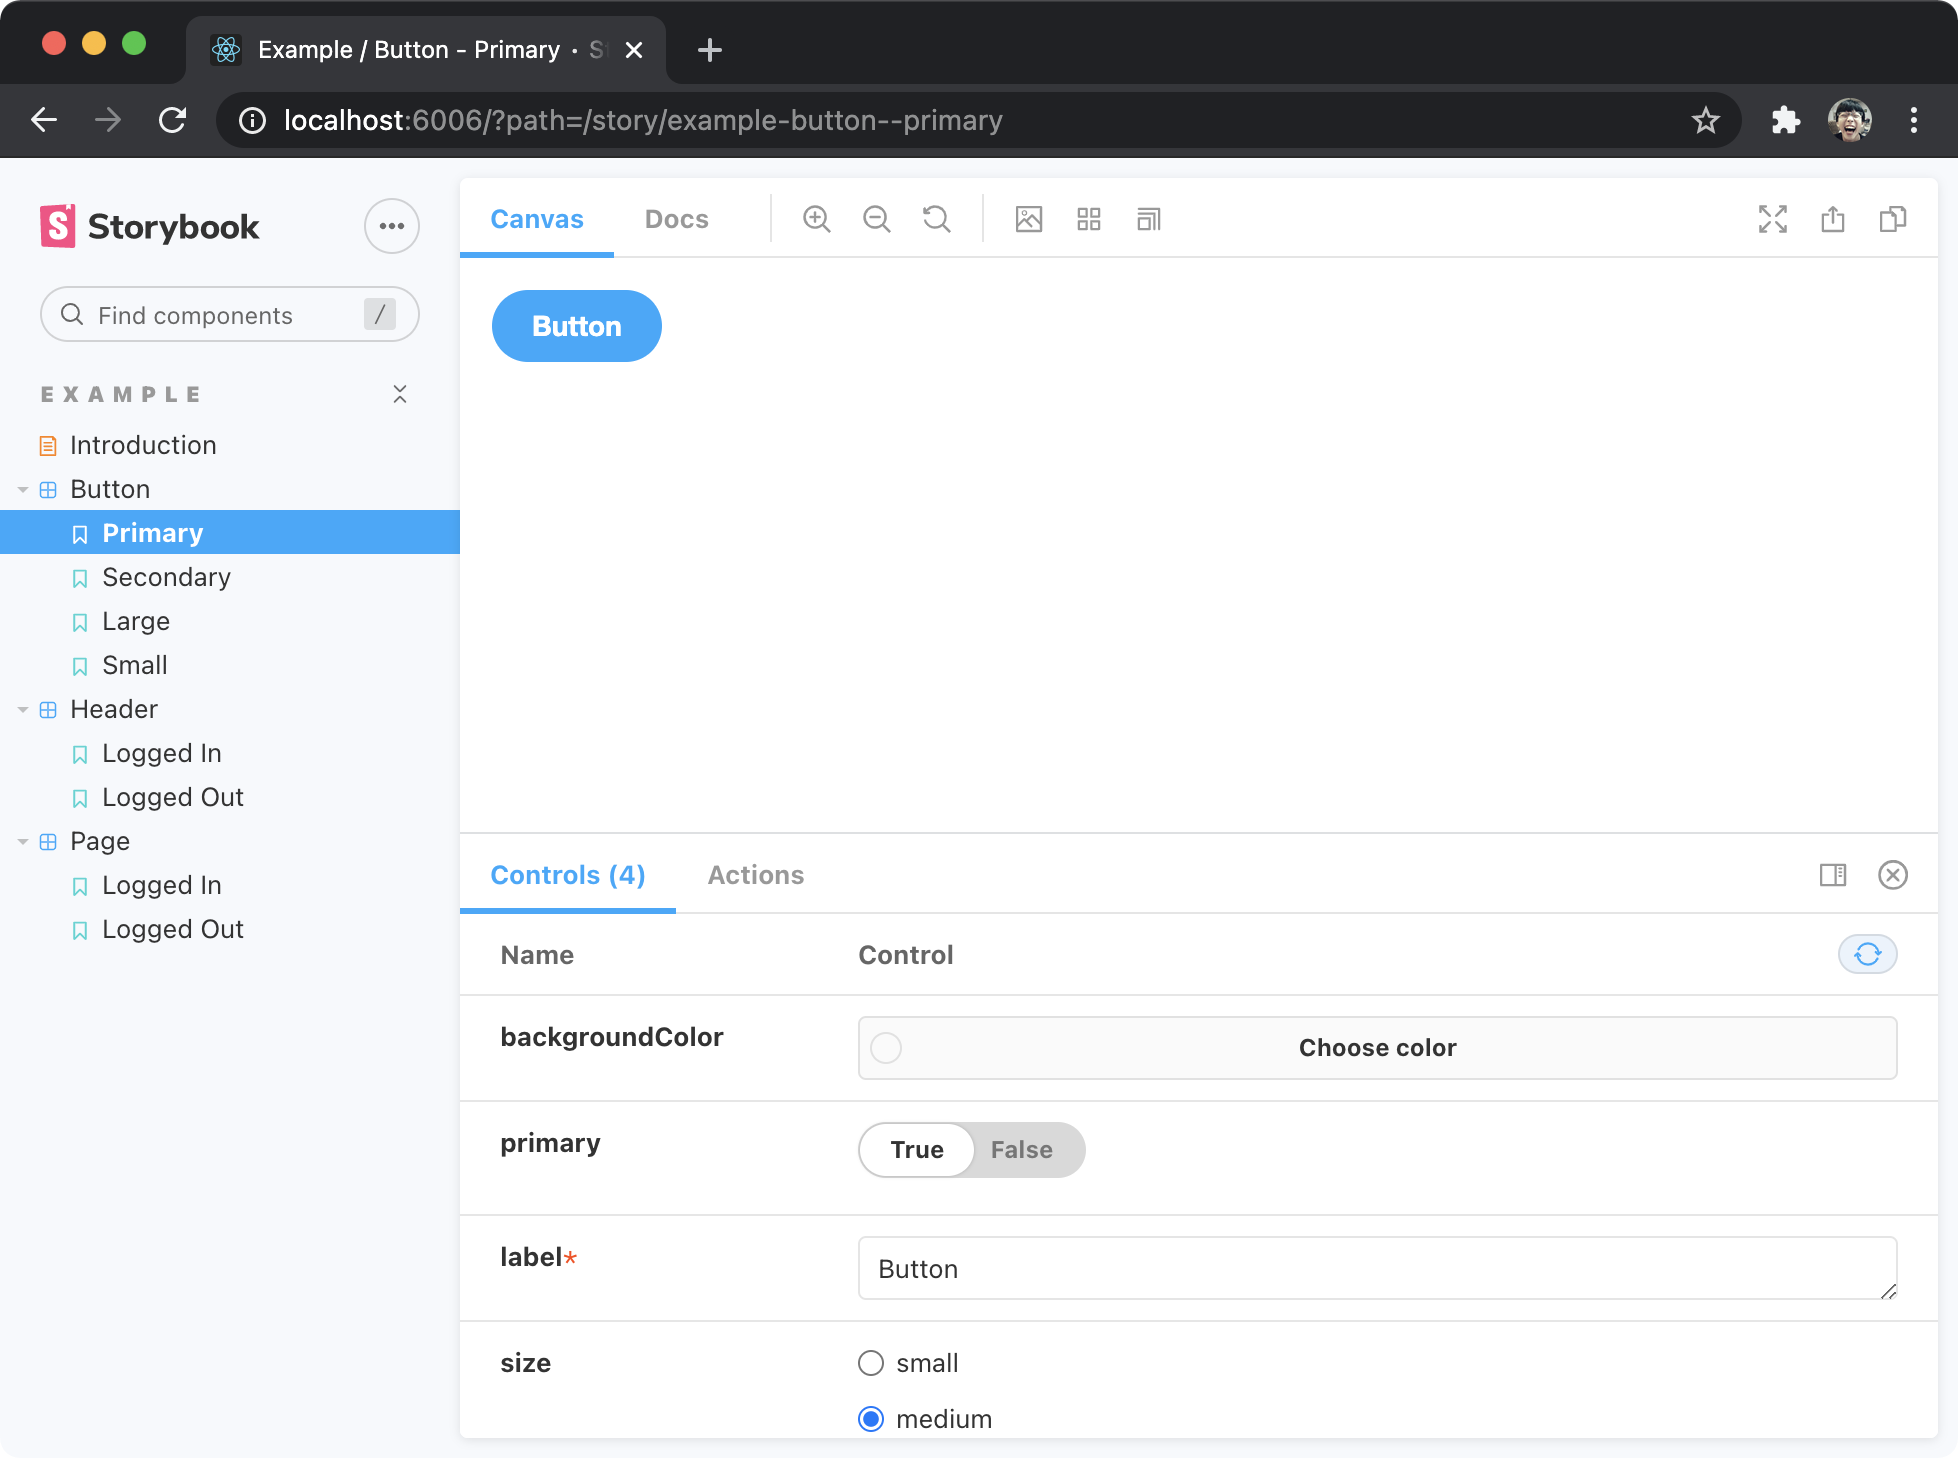 Example / Button - Primary · S
localhost:6006/?path=/story/example-button--primary
Storybook
Find components /
EXAMPLE
Introduction
Button
Primary
Secondary
Large
Small
Header
Logged In
Logged Out
Page
Logged In
Logged Out
Canvas Docs
Button
Controls (4) Actions
Name Control
backgroundColor Choose color
primary True False
label* Button
size small
medium